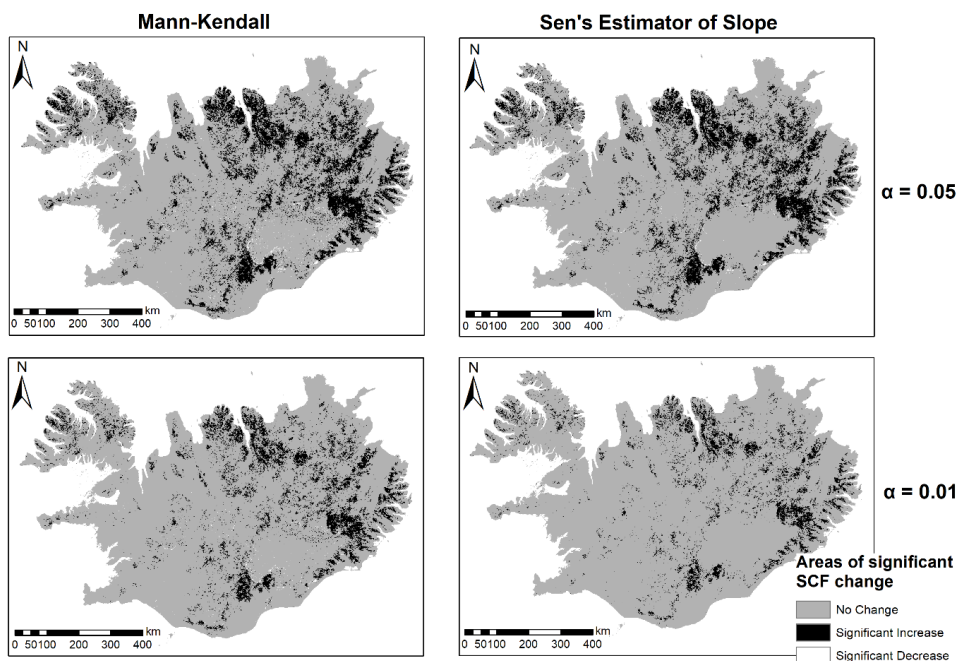 Mann-Kendall
Sen's Estimator of Slope
N
N
α = 0.05
km
0 50100 200 300 400
km
0 50100 200 300 400
N
N
α = 0.01
km
0 50100 200 300 400
km
0 50100 200 300 400
Areas of significant
SCF change
No Change
Significant Increase
Significant Decrease